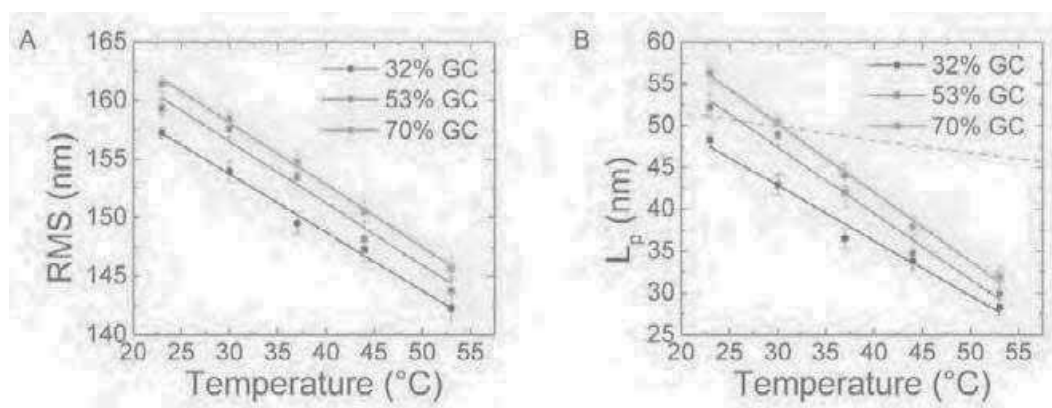 A
RMS (nm)
165
160
155
150
145
140
32% GC
53% GC
70% GC
20 25 30 35 40 45 50 55
Temperature (°C)
B
Lp (nm)
60
55
50
45
40
35
30
25
32% GC
53% GC
70% GC
20 25 30 35 40 45 50 55
Temperature (°C)